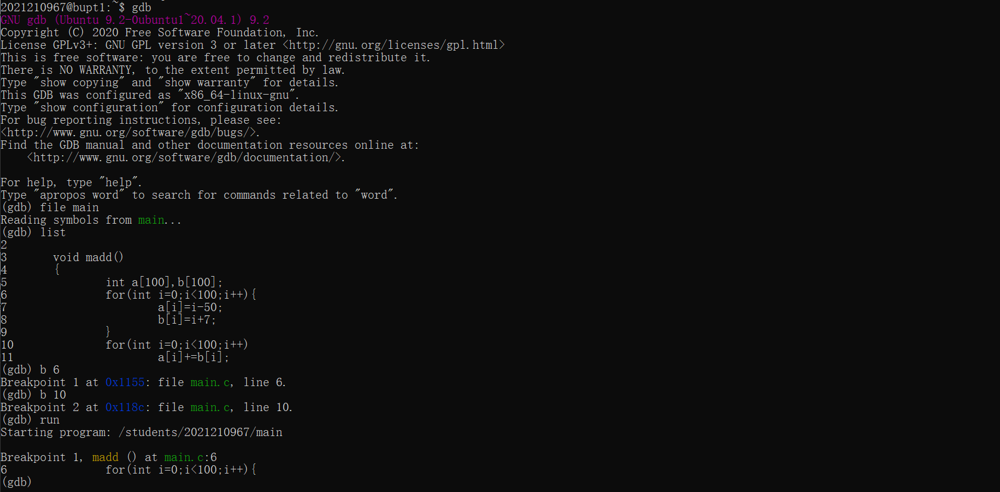 2021210967@bupt1:~$ gdb
GNU gdb (Ubuntu 9.2-0ubuntu1~20.04.1) 9.2
Copyright (C) 2020 Free Software Foundation, Inc.
License GPLv3+: GNU GPL version 3 or later <http://gnu.org/licenses/gpl.html>
This is free software: you are free to change and redistribute it.
There is NO WARRANTY, to the extent permitted by law.
Type "show copying" and "show warranty" for details.
This GDB was configured as "x86_64-linux-gnu".
Type "show configuration" for configuration details.
For bug reporting instructions, please see:
<http://www.gnu.org/software/gdb/bugs/>.
Find the GDB manual and other documentation resources online at:
    <http://www.gnu.org/software/gdb/documentation/>.

For help, type "help".
Type "apropos word" to search for commands related to "word".
(gdb) file main
Reading symbols from main...
(gdb) list
2
3       void madd()
4       {
5               int a[100],b[100];
6               for(int i=0;i<100;i++){
7                       a[i]=i-50;
8                       b[i]=i+7;
9               }
10              for(int i=0;i<100;i++)
11                      a[i]+=b[i];
(gdb) b 6
Breakpoint 1 at 0x1155: file main.c, line 6.
(gdb) b 10
Breakpoint 2 at 0x118c: file main.c, line 10.
(gdb) run
Starting program: /students/2021210967/main

Breakpoint 1, madd () at main.c:6
6               for(int i=0;i<100;i++){
(gdb)